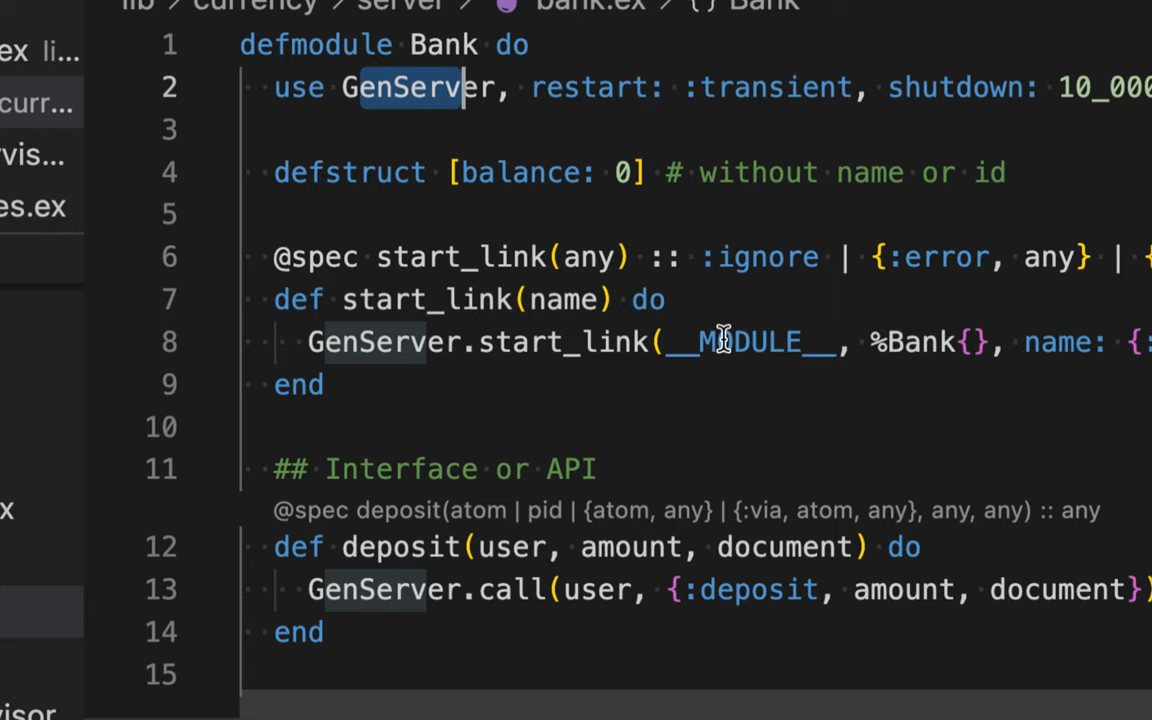 lib > currency > server > bank.ex > {} Bank
ex li...
curr...
vis...
es.ex
x
visor
1 defmodule Bank do
2 use GenServer, restart: :transient, shutdown: 10_000
3
4 defstruct [balance: 0] # without name or id
5
6 @spec start_link(any) :: :ignore | {:error, any} | {
7 def start_link(name) do
8 GenServer.start_link(__MODULE__, %Bank{}, name: {:
9 end
10
11 ## Interface or API
@spec deposit(atom | pid | {atom, any} | {:via, atom, any}, any, any) :: any
12 def deposit(user, amount, document) do
13 GenServer.call(user, {:deposit, amount, document})
14 end
15